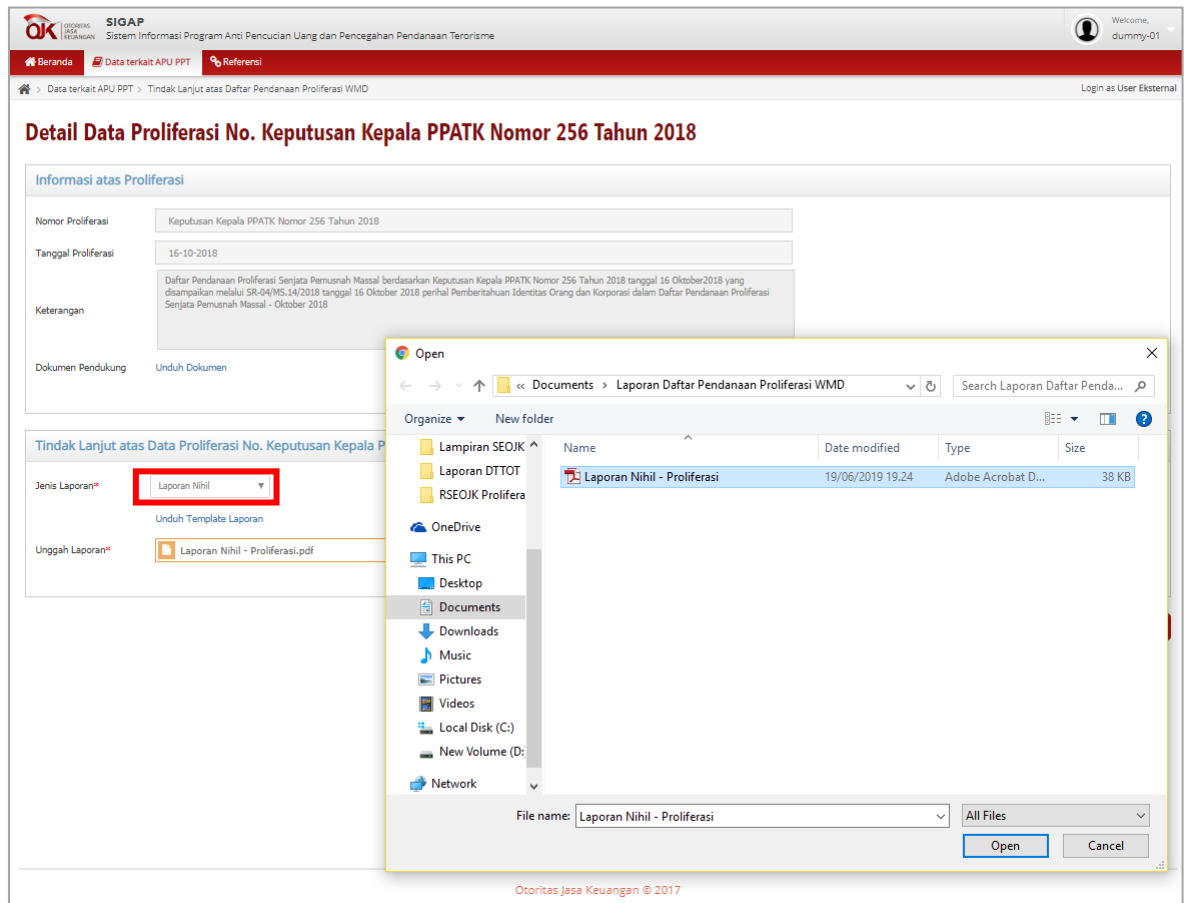 OJK OTORITAS JASA KEUANGAN
SIGAP
Sistem Informasi Program Anti Pencucian Uang dan Pencegahan Pendanaan Terorisme
Welcome,
dummy-01
Beranda Data terkait APU PPT Referensi
> Data terkait APU PPT > Tindak Lanjut atas Daftar Pendanaan Proliferasi WMD
Login as User Eksternal
Detail Data Proliferasi No. Keputusan Kepala PPATK Nomor 256 Tahun 2018
Informasi atas Proliferasi
Nomor Proliferasi Keputusan Kepala PPATK Nomor 256 Tahun 2018
Tanggal Proliferasi 16-10-2018
Keterangan
Daftar Pendanaan Proliferasi Senjata Pemusnah Massal berdasarkan Keputusan Kepala PPATK Nomor 256 Tahun 2018 tanggal 16 Oktober2018 yang
disampaikan melalui SR-04/MS.14/2018 tanggal 16 Oktober 2018 perihal Pemberitahuan Identitas Orang dan Korporasi dalam Daftar Pendanaan Proliferasi
Senjata Pemusnah Massal - Oktober 2018
Dokumen Pendukung Unduh Dokumen
Tindak Lanjut atas Data Proliferasi No. Keputusan Kepala P
Jenis Laporan* Laporan Nihil
Unduh Template Laporan
Unggah Laporan* Laporan Nihil - Proliferasi.pdf
Open
« Documents > Laporan Daftar Pendanaan Proliferasi WMD
Search Laporan Daftar Penda...
Organize New folder
Name Date modified Type Size
Laporan Nihil - Proliferasi 19/06/2019 19.24 Adobe Acrobat D... 38 KB
Lampiran SEOJK
Laporan DTTOT
RSEOJK Prolifera
OneDrive
This PC
Desktop
Documents
Downloads
Music
Pictures
Videos
Local Disk (C:)
New Volume (D:
Network
File name: Laporan Nihil - Proliferasi All Files
Open Cancel
Otoritas Jasa Keuangan © 2017